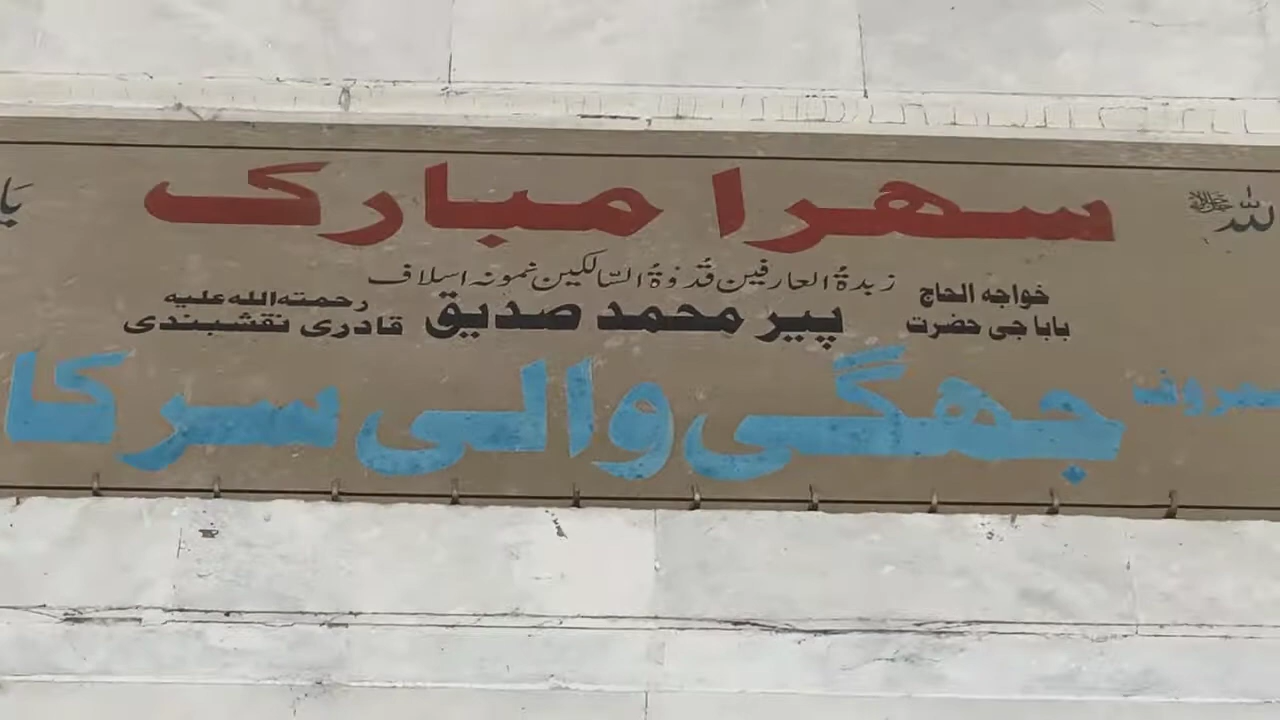 سہرا مبارک
زبدۃ العارفین قدوۃ السالکین نمونہ اسلاف
خواجہ الحاج
بابا جی حضرت
پیر محمد صدیق
رحمتہ اللہ علیہ
قادری نقشبندی
جھگی والی سرکا